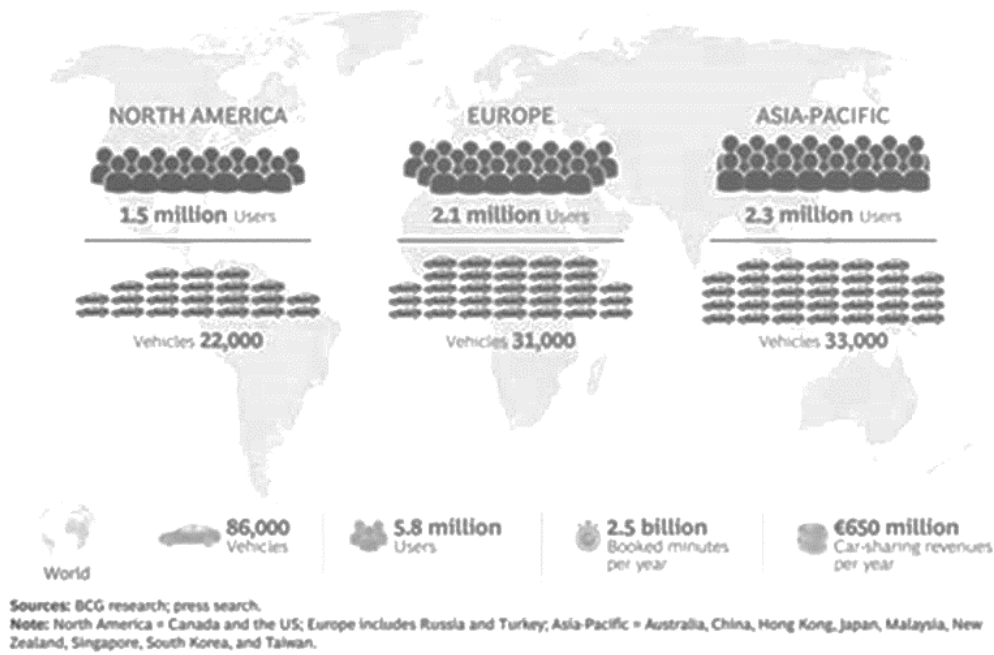 NORTH AMERICA
EUROPE
ASIA-PACIFIC
1.5 million Users
2.1 million Users
2.3 million Users
Vehicles 22,000
Vehicles 31,000
Vehicles 33,000
World
86,000
Vehicles
5.8 million
Users
2.5 billion
Booked minutes
per year
€650 million
Car-sharing revenues
per year
Sources: BCG research; press search.
Note: North America = Canada and the US; Europe includes Russia and Turkey; Asia-Pacific = Australia, China, Hong Kong, Japan, Malaysia, New
Zealand, Singapore, South Korea, and Taiwan.